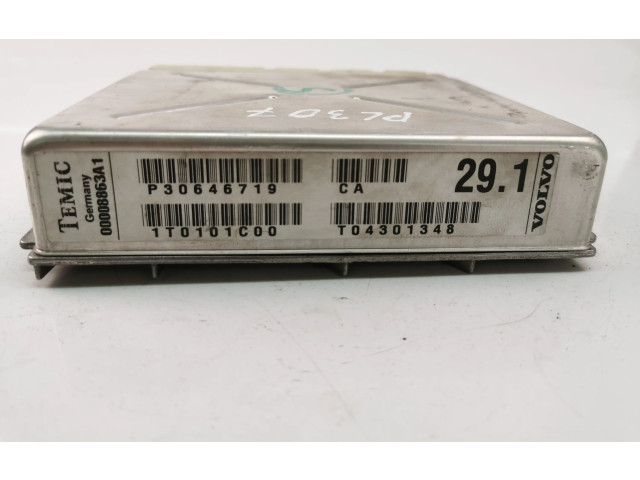 PL3D7
TEMIC
Germany
00008863A1
P30646719
CA
29.1
1T0101C00
T04301348
VOLVO